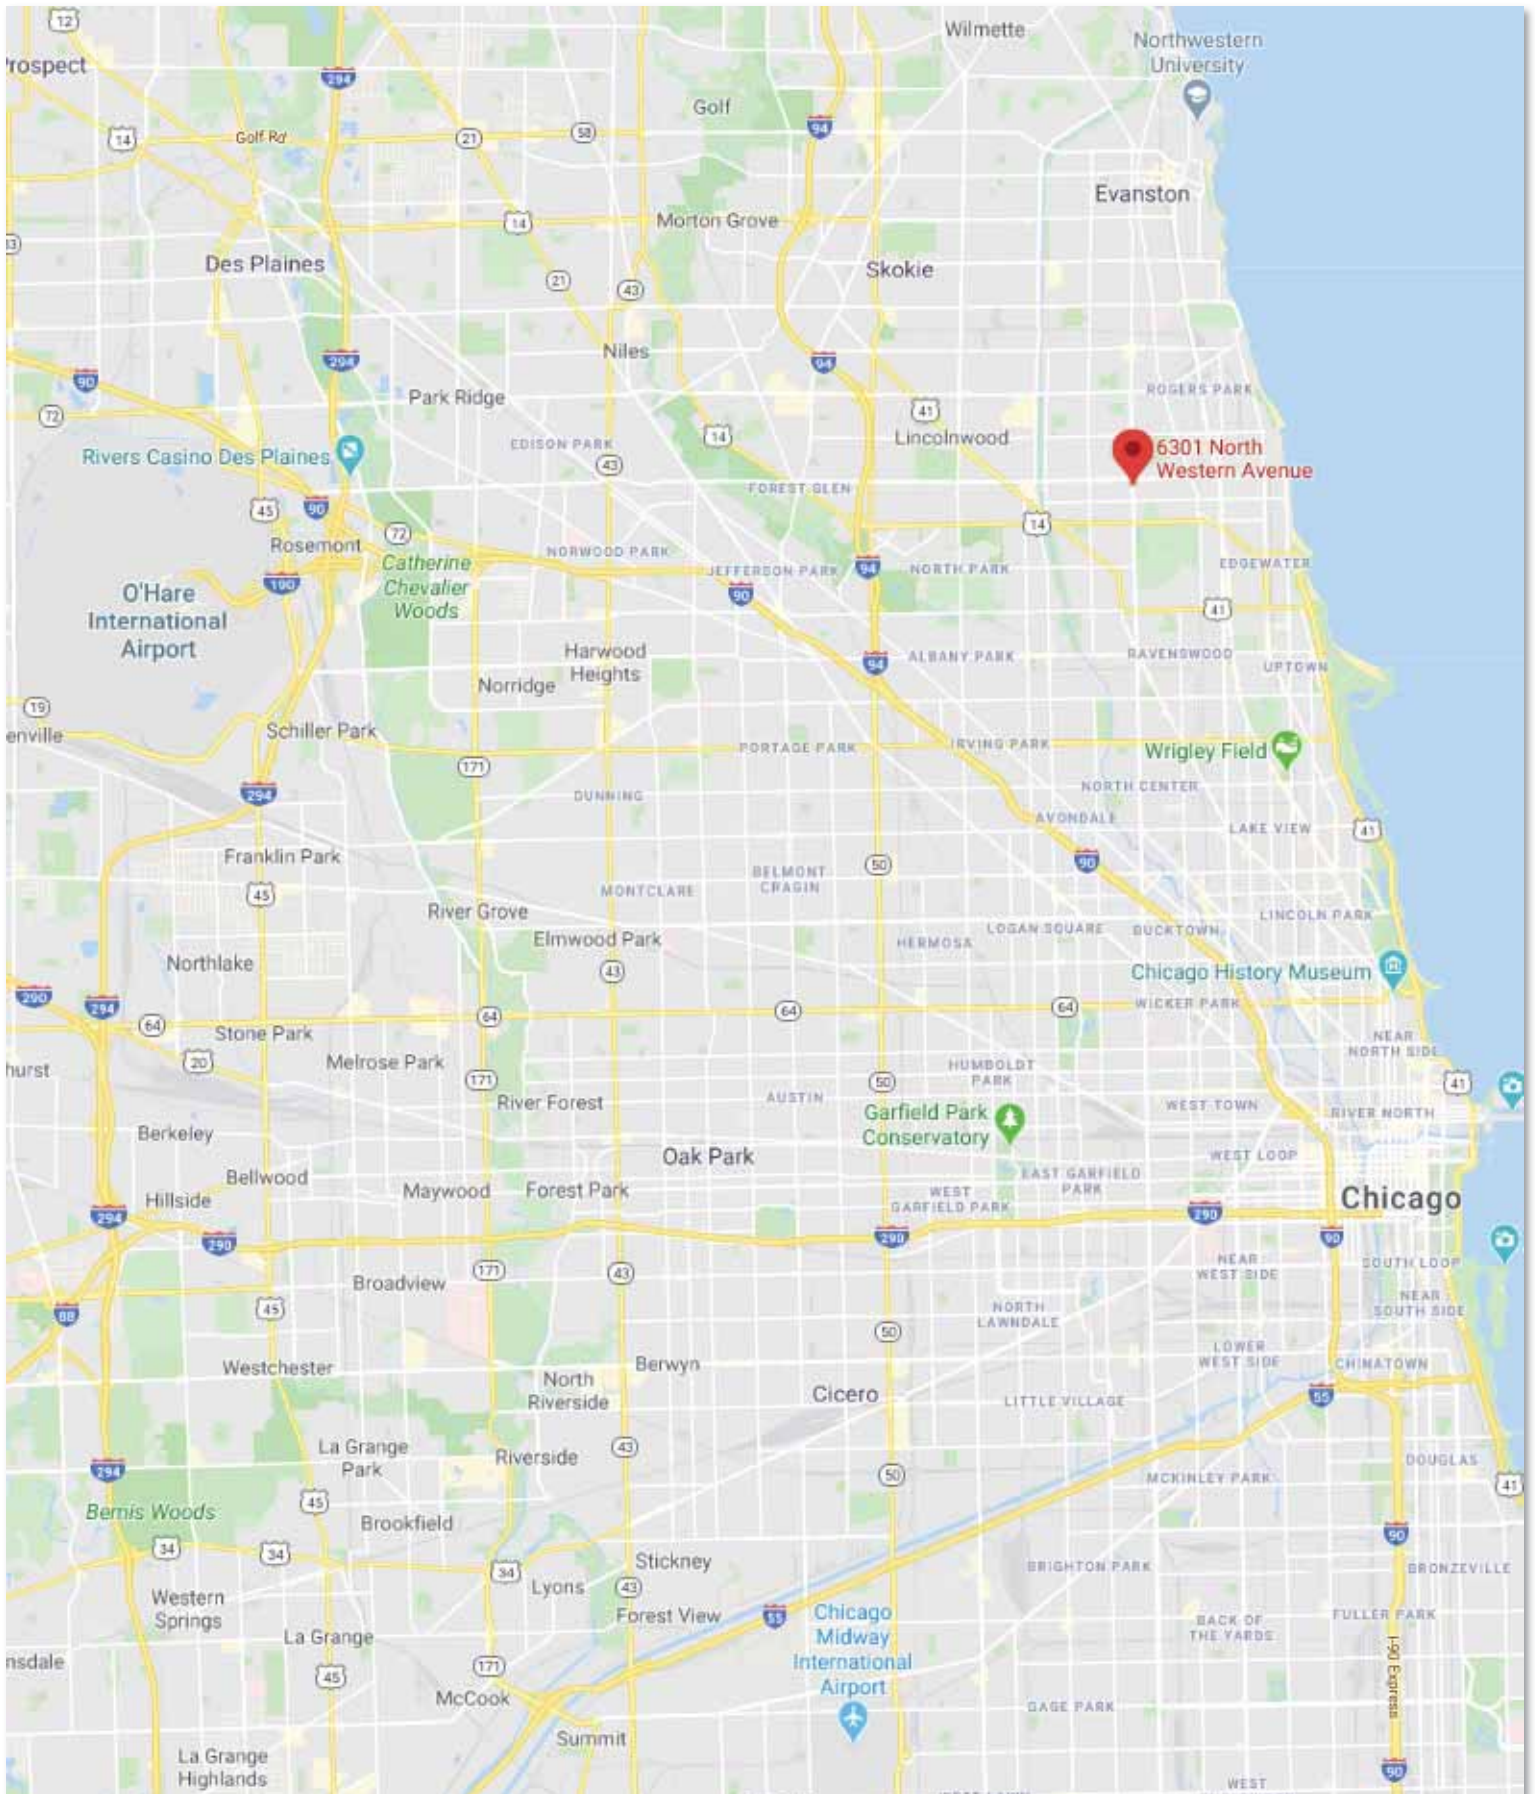 12
Wilmette
Northwestern
University
rospect
294
Golf
94
14
Golf Rd
21
58
Evanston
14
Morton Grove
Des Plaines
Skokie
21
43
Niles
294
94
90
Park Ridge
ROGERS PARK
72
41
14
Lincolnwood
EDISON PARK
6301 North
Western Avenue
Rivers Casino Des Plaines
43
FOREST GLEN
45
90
72
14
Rosemont
NORWOOD PARK
Catherine
Chevalier
Woods
JEFFERSON PARK
94
NORTH PARK
EDGEWATER
190
90
O'Hare
International
Airport
41
Harwood
Heights
94
ALBANY PARK
RAVENSWOOD
UPTOWN
Norridge
19
enville
Schiller Park
PORTAGE PARK
IRVING PARK
Wrigley Field
171
294
DUNNING
NORTH CENTER
AVONDALE
LAKE VIEW
41
Franklin Park
90
50
BELMONT
CRAGIN
45
MONTCLARE
River Grove
LINCOLN PARK
Elmwood Park
HERMOSA
LOGAN SQUARE
BUCKTOWN
Northlake
43
Chicago History Museum
290
294
64
64
64
WICKER PARK
64
Stone Park
20
Melrose Park
NEAR
NORTH SIDE
hurst
171
HUMBOLDT
PARK
50
41
River Forest
AUSTIN
Garfield Park
Conservatory
WEST TOWN
RIVER NORTH
Berkeley
Oak Park
WEST LOOP
Bellwood
EAST GARFIELD
PARK
Maywood
Forest Park
WEST
GARFIELD PARK
Chicago
Hillside
294
290
290
290
90
NEAR
WEST SIDE
SOUTH LOOP
171
43
Broadview
NEAR
SOUTH SIDE
88
45
NORTH
LAWNDALE
50
LOWER
WEST SIDE
Westchester
Berwyn
CHINATOWN
North
Riverside
Cicero
55
LITTLE VILLAGE
La Grange
Park
43
Riverside
DOUGLAS
294
50
MCKINLEY PARK
41
45
Bemis Woods
Brookfield
90
34
34
34
Stickney
BRIGHTON PARK
BRONZEVILLE
Lyons
43
Western
Springs
Forest View
55
Chicago
Midway
International
Airport
BACK OF
THE YARDS
FULLER PARK
La Grange
nsdale
171
45
I-90 Express
McCook
GAGE PARK
Summit
La Grange
Highlands
90
WEST